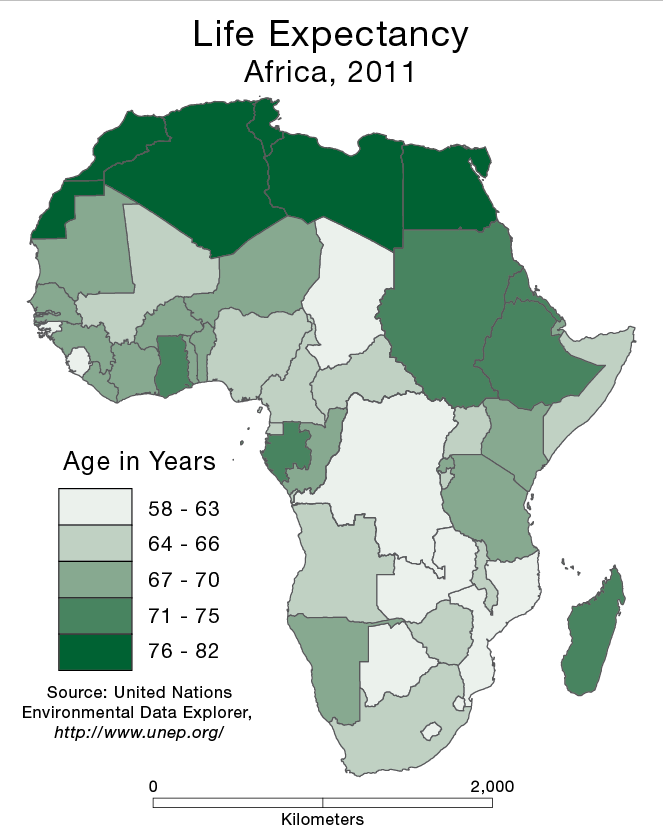 Life Expectancy
Africa, 2011
Age in Years
58 - 63
64 - 66
67 - 70
71 - 75
76 - 82
Source: United Nations
Environmental Data Explorer,
http://www.unep.org/
0 2,000
Kilometers